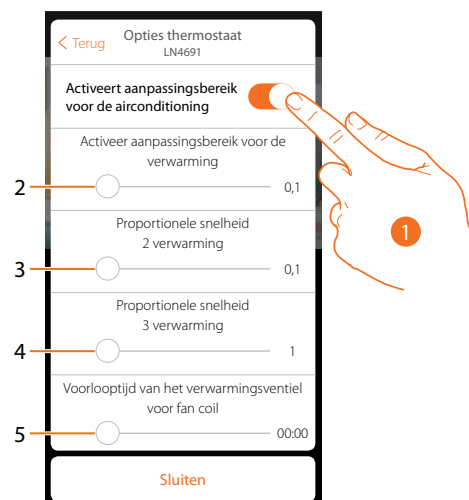 Terug
Opties thermostaat
LN4691
Activeert aanpassingsbereik
voor de airconditioning
1
Activeer aanpassingsbereik voor de
verwarming
2
0,1
Proportionele snelheid
2 verwarming
3
0,1
Proportionele snelheid
3 verwarming
4
1
Voorlooptijd van het verwarmingsventiel
voor fan coil
5
00:00
Sluiten